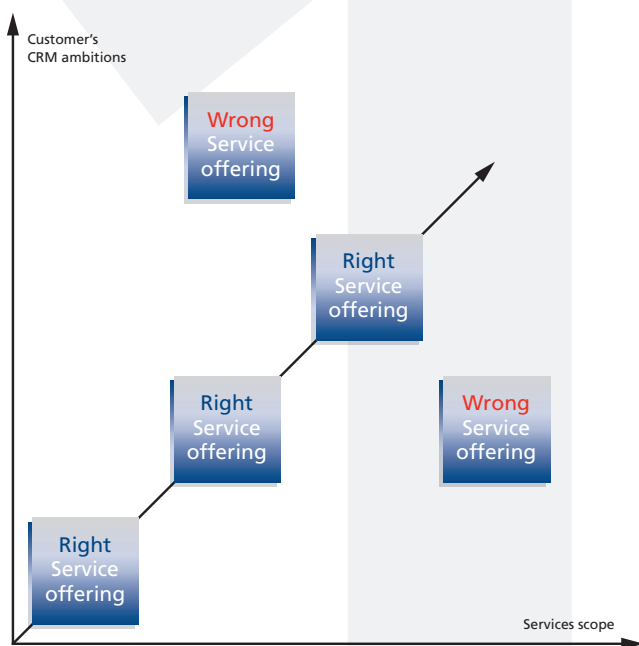 Customer's
CRM ambitions
Wrong
Service
offering
Right
Service
offering
Right
Service
offering
Wrong
Service
offering
Right
Service
offering
Services scope